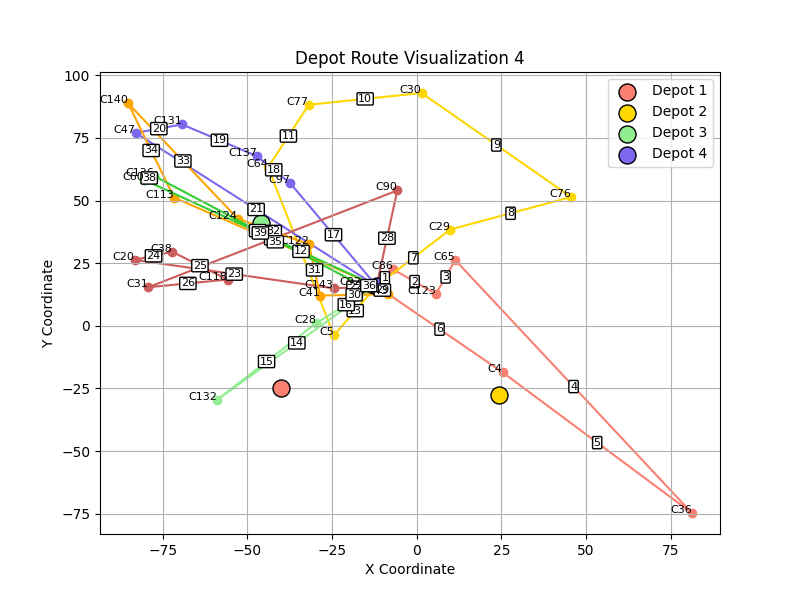 Depot Route Visualization 4
Depot 1
Depot 2
Depot 3
Depot 4
100
75
50
25
0
−25
−50
−75
Y Coordinate
−75
−50
−25
0
25
50
75
X Coordinate
C140
C77
C30
10
C47
C131
20
19
11
9
34
33
C137
C64
18
38
C97
C113
C90
C76
21
8
C124
39
32
35
C122
12
17
28
C29
7
C38
C20
24
25
31
C65
C86
C118
23
26
C31
C143
C41
1
2
3
36
30
C123
16
13
C28
C5
6
14
15
C4
C132
4
5
C36